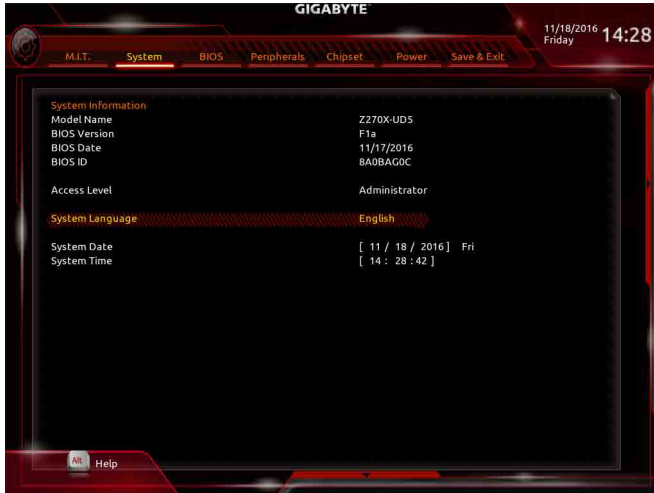 GIGABYTE
11/18/2016 14:28
Friday
M.I.T. System BIOS Peripherals Chipset Power Save & Exit
System Information
Model Name Z270X-UD5
BIOS Version F1a
BIOS Date 11/17/2016
BIOS ID 8A0BAG0C
Access Level Administrator
System Language English
System Date [ 11 / 18 / 2016 ] Fri
System Time [ 14 : 28 : 42 ]
Alt Help